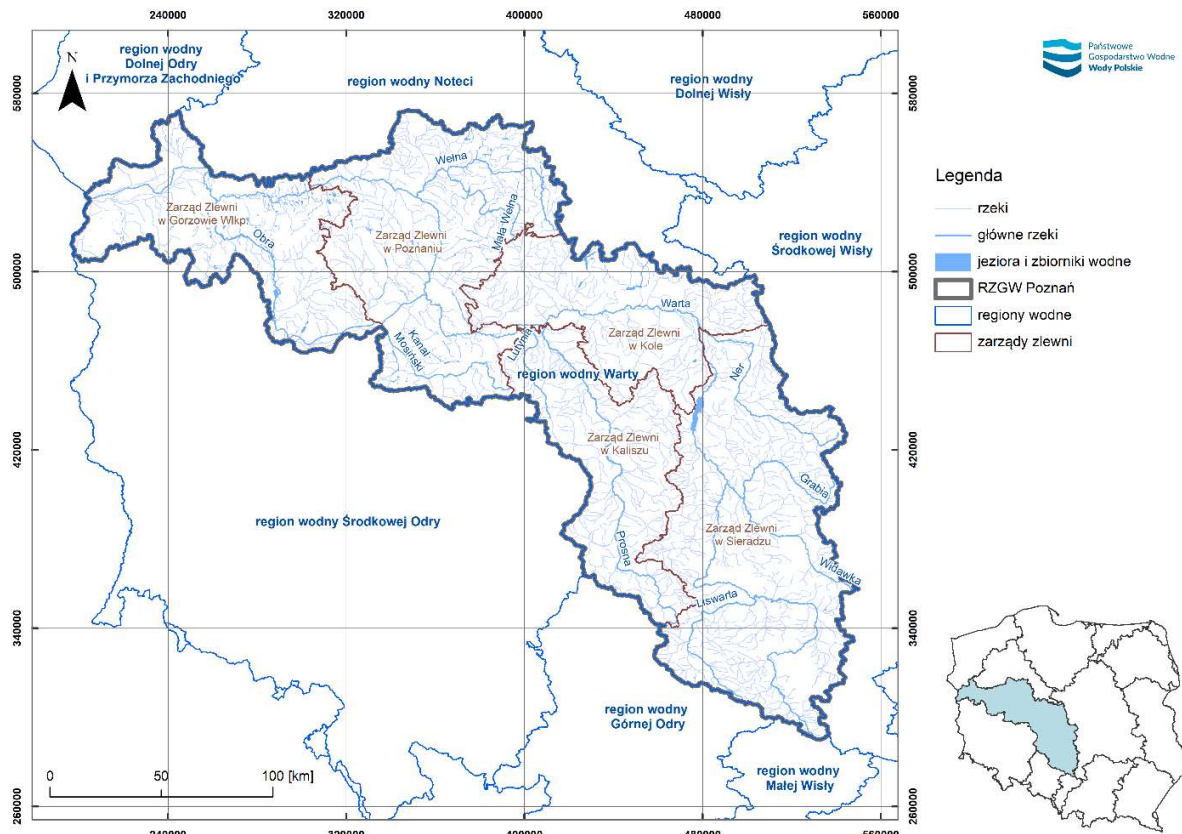 240000
320000
400000
480000
560000
region wodny
Dolnej Odry
i Przymorza Zachodniego
region wodny Noteci
region wodny
Dolnej Wisły
Państwowe
Gospodarstwo Wodne
Wody Polskie
N
580000
580000
Wełna
Zarząd Zlewni
w Gorzowie Wlkp.
Obra
Zarząd Zlewni
w Poznaniu
Mała Wełna
region wodny
Środkowej Wisły
500000
500000
Legenda
rzeki
główne rzeki
jeziora i zbiorniki wodne
RZGW Poznań
regiony wodne
zarządy zlewni
Warta
Kanał
Mosiński
Lutynia
Zarząd Zlewni
w Kole
Ner
region wodny Warty
420000
420000
Zarząd Zlewni
w Kaliszu
Grabia
region wodny Środkowej Odry
Zarząd Zlewni
w Sieradzu
Prosna
Widawka
Liswarta
340000
340000
region wodny
Górnej Odry
region wodny
Małej Wisły
0
50
100 [km]
260000
260000
240000
320000
400000
480000
560000